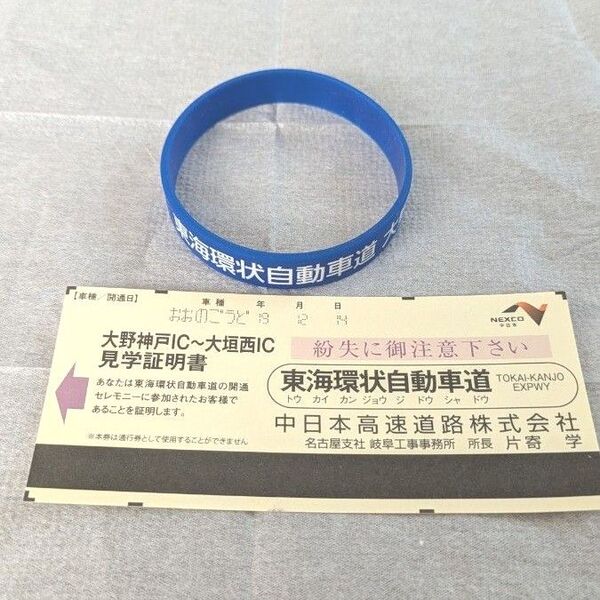 東海環状自動車道 大
【車種／開通日】
車種 年 月 日
おおのごうど 19 12 14
NEXCO
中日本
大野神戸IC～大垣西IC
見学証明書
紛失に御注意下さい
あなたは東海環状自動車道の開通
セレモニーに参加されたお客様で
あることを証明します。
東海環状自動車道
TOKAI-KANJO
EXPWY
トウ カイ カン ジョウ ジ ドウ シャ ドウ
※本券は通行券として使用することができません
中日本高速道路株式会社
名古屋支社 岐阜工事事務所 所長 片寄 学